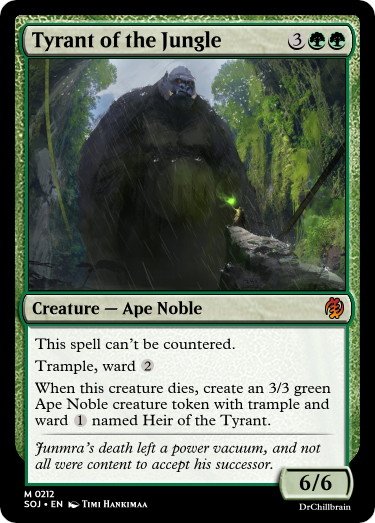 Tyrant of the Jungle 3
Creature — Ape Noble
This spell can't be countered.
Trample, ward 2
When this creature dies, create an 3/3 green
Ape Noble creature token with trample and
ward 1 named Heir of the Tyrant.
Junmra's death left a power vacuum, and not
all were content to accept his successor.
6/6
M 0212
SOJ • EN Timi Hankimaa
DrChillbrain